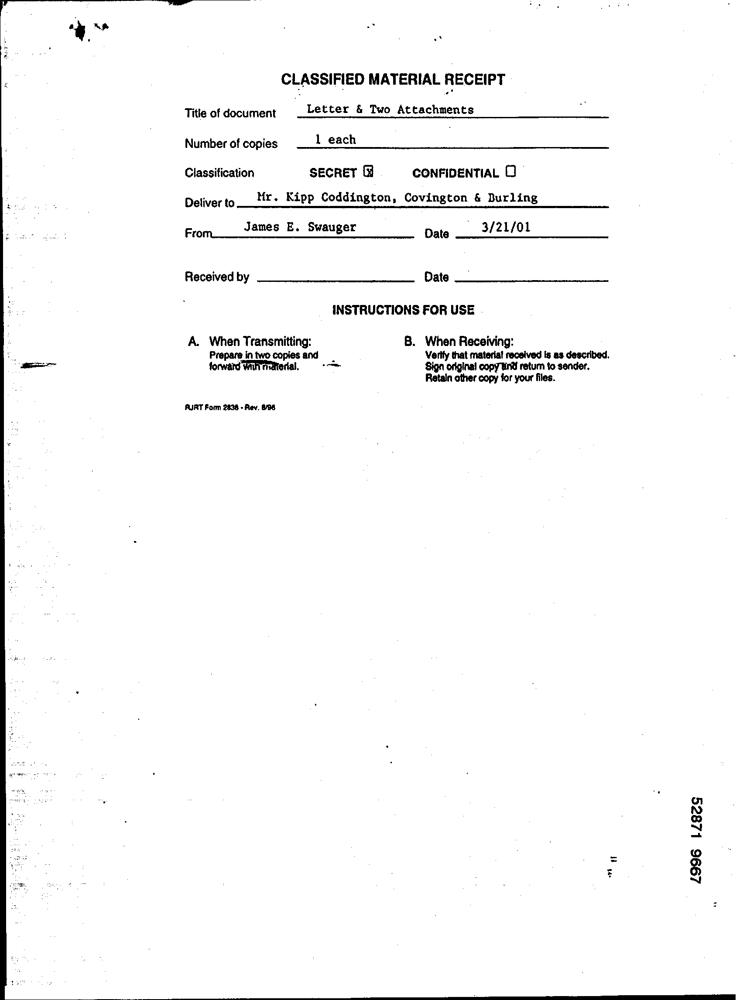 CLASSIFIED MATERIAL RECEIPT
Title of document Letter & Two Attachments
Number of copies 1 each
Classification SECRET ☒ CONFIDENTIAL ☐
Deliver to Mr. Kipp Coddington, Covington & Burling
From James E. Swauger Date 3/21/01
Received by Date
INSTRUCTIONS FOR USE
A. When Transmitting:
Prepare in two copies and
forward with material.
B. When Receiving:
Verify that material received is as described.
Sign original copy and return to sender.
Retain other copy for your files.
RJRT Form 2836 - Rev. 8/96
52871 9667